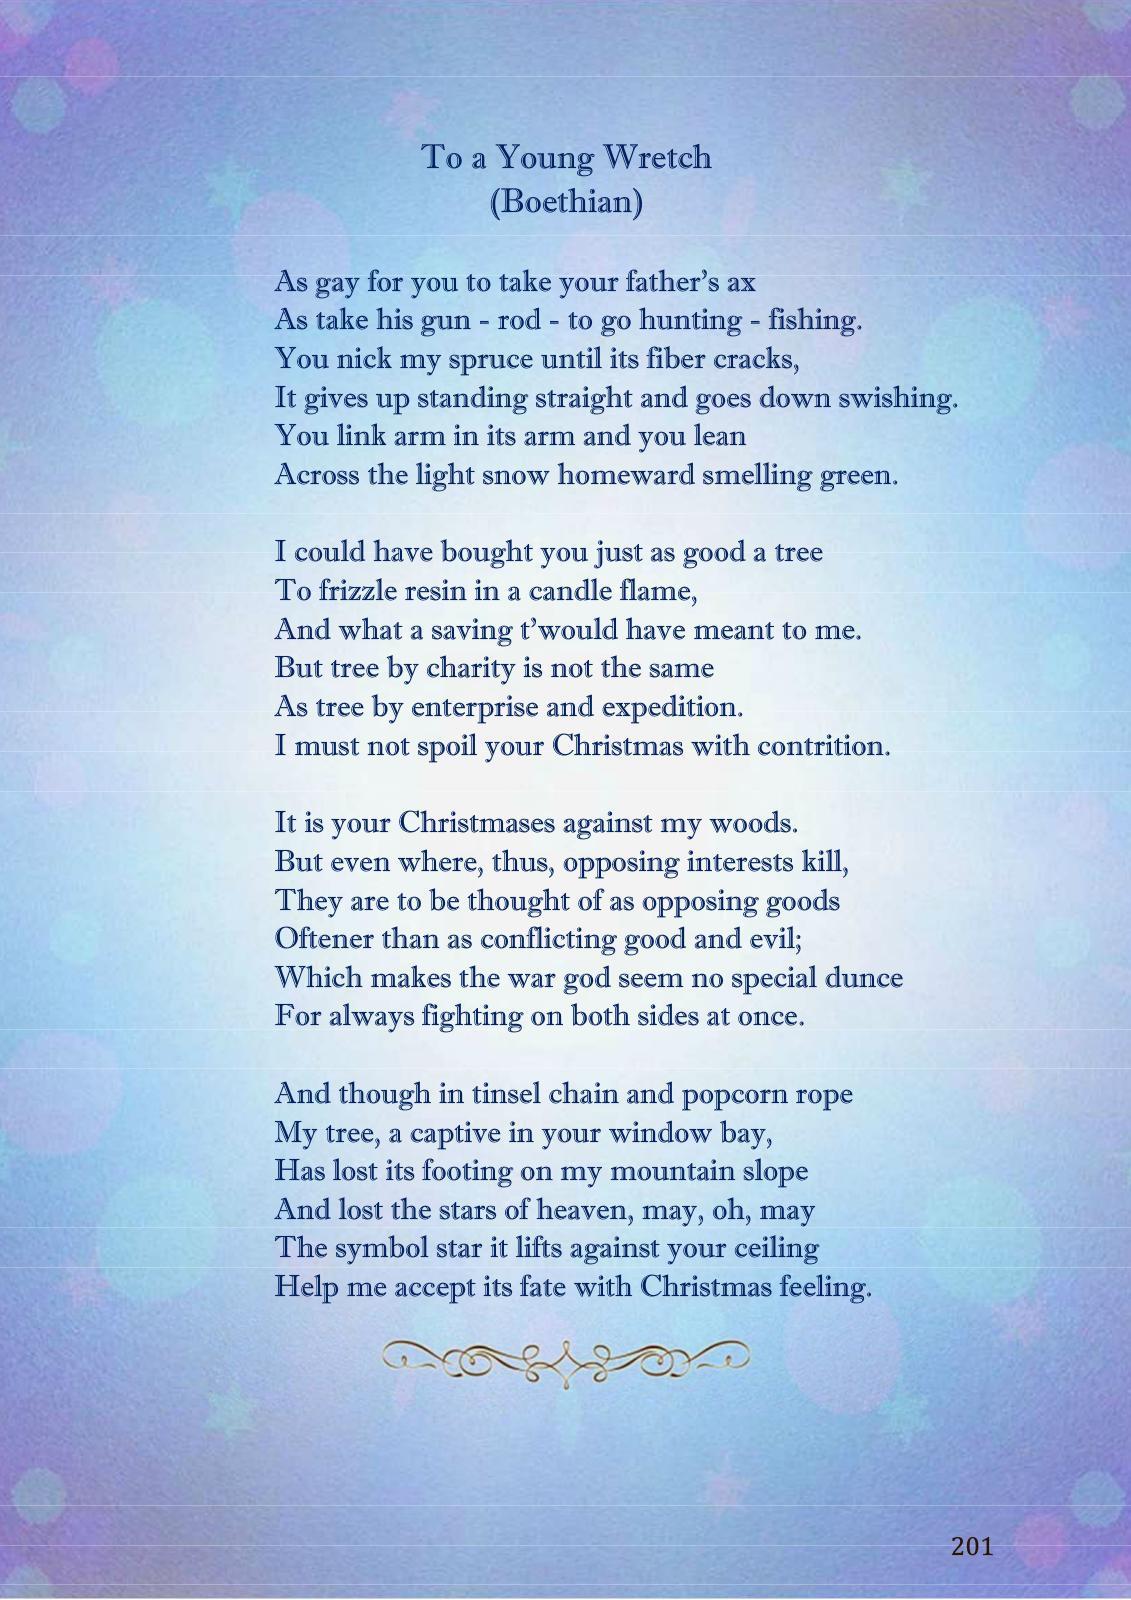 To a Young Wretch
(Boethian)
As gay for you to take your father’s ax
As take his gun - rod - to go hunting - fishing.
You nick my spruce until its fiber cracks,
It gives up standing straight and goes down swishing.
You link arm in its arm and you lean
Across the light snow homeward smelling green.
I could have bought you just as good a tree
To frizzle resin in a candle flame,
And what a saving t’would have meant to me.
But tree by charity is not the same
As tree by enterprise and expedition.
I must not spoil your Christmas with contrition.
It is your Christmases against my woods.
But even where, thus, opposing interests kill,
They are to be thought of as opposing goods
Oftener than as conflicting good and evil;
Which makes the war god seem no special dunce
For always fighting on both sides at once.
And though in tinsel chain and popcorn rope
My tree, a captive in your window bay,
Has lost its footing on my mountain slope
And lost the stars of heaven, may, oh, may
The symbol star it lifts against your ceiling
Help me accept its fate with Christmas feeling.
201